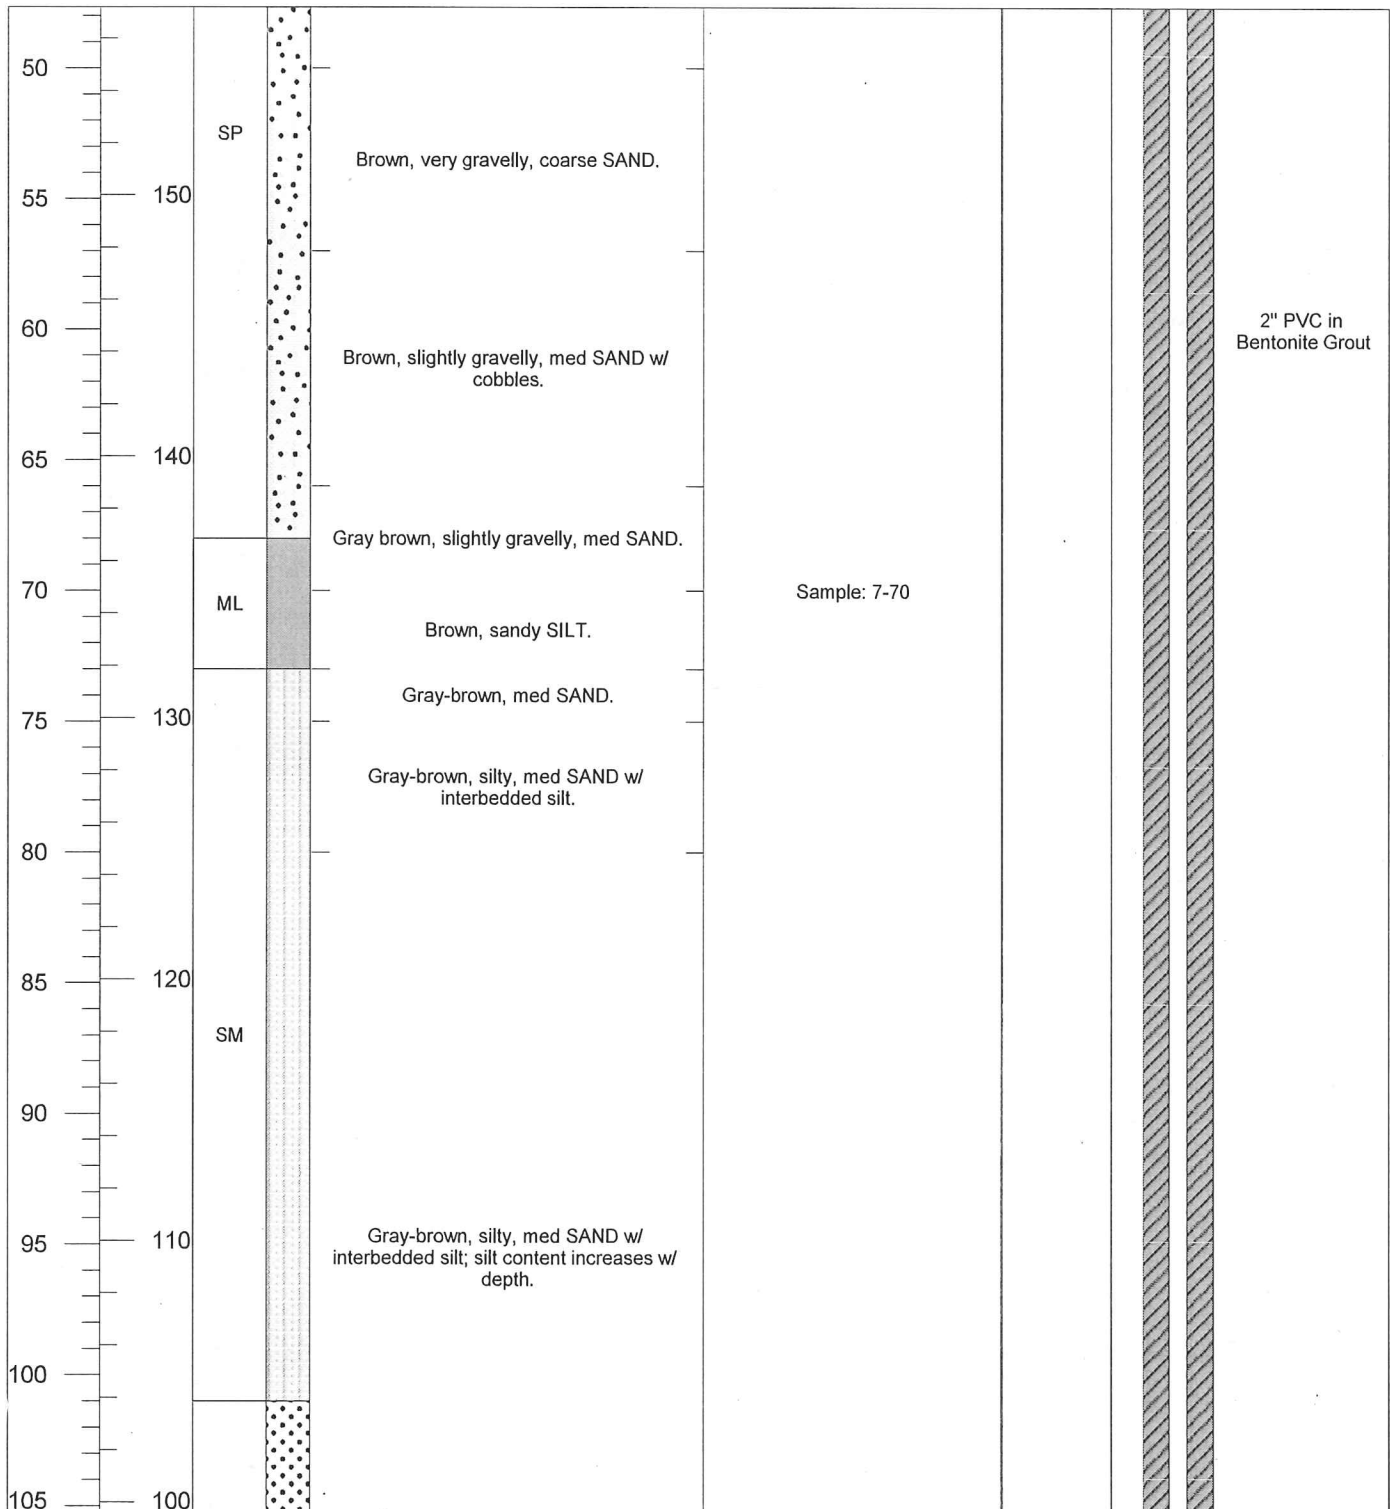 50
SP
Brown, very gravelly, coarse SAND.
55
150
60
2" PVC in
Bentonite Grout
Brown, slightly gravelly, med SAND w/
cobbles.
65
140
Gray brown, slightly gravelly, med SAND.
70
ML
Sample: 7-70
Brown, sandy SILT.
Gray-brown, med SAND.
75
130
Gray-brown, silty, med SAND w/
interbedded silt.
80
85
120
SM
90
95
110
Gray-brown, silty, med SAND w/
interbedded silt; silt content increases w/
depth.
100
105
100